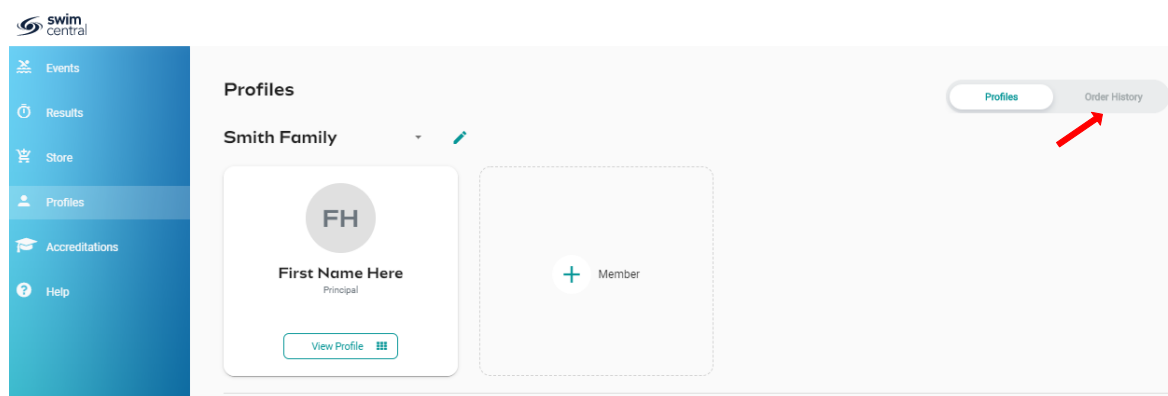 swim
central
Events
Results
Store
Profiles
Accreditations
Help
Profiles
Profiles Order History
Smith Family
FH
First Name Here
Principal
View Profile
Member